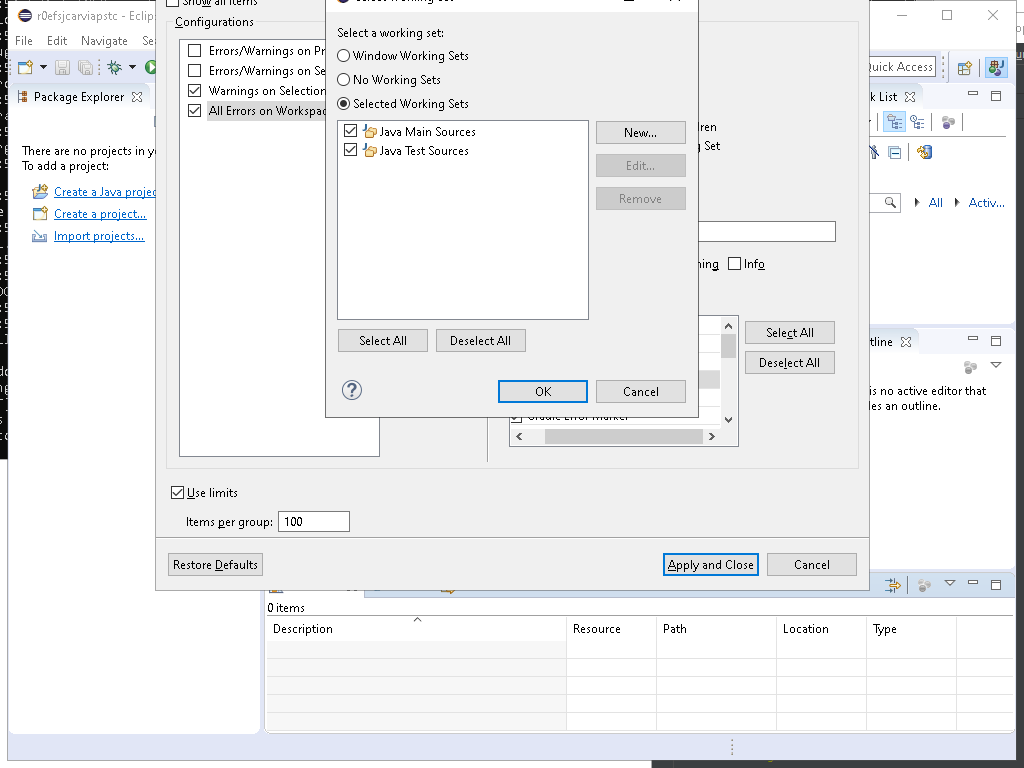 r0efsjcarviapstc - Eclips
File Edit Navigate Se
Quick Access
Package Explorer
There are no projects in y
To add a project:
Create a Java projec
Create a project...
Import projects...
Show all items
Configurations
Errors/Warnings on Pr
Errors/Warnings on Se
Warnings on Selection
All Errors on Workspac
Select a working set:
Window Working Sets
No Working Sets
Selected Working Sets
Java Main Sources
Java Test Sources
New...
Edit...
Remove
Select All
Deselect All
?
OK
Cancel
ren
g Set
ning
Info
Select All
Deselect All
Use limits
Items per group:
100
Restore Defaults
Apply and Close
Cancel
k List
All
Activ...
tline
is no active editor that
des an outline.
0 items
Description
Resource
Path
Location
Type